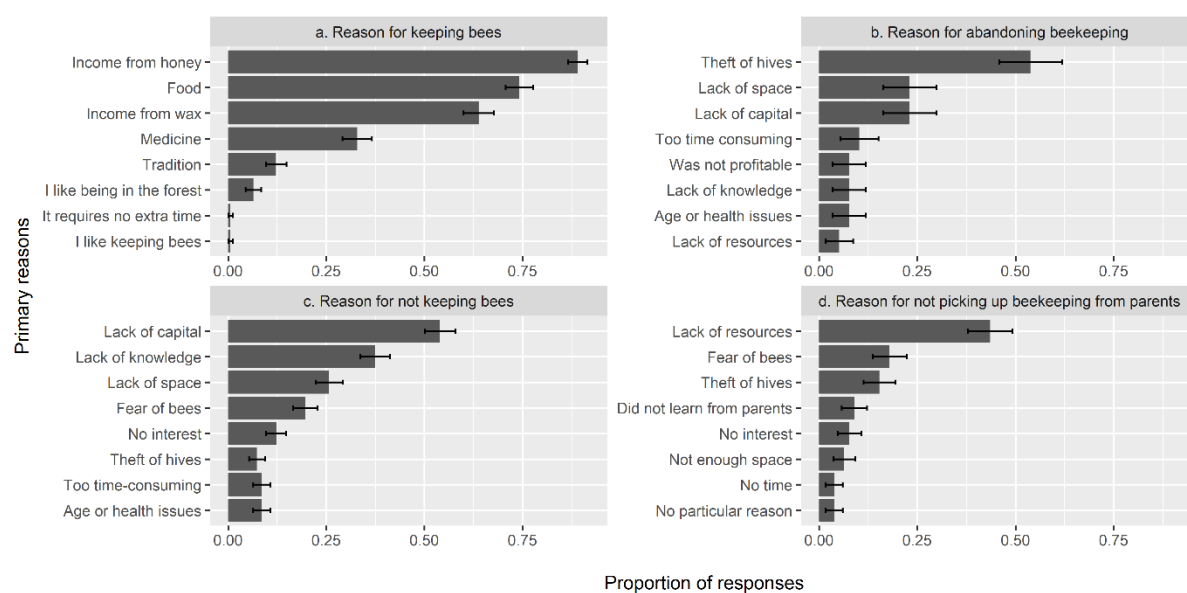 a. Reason for keeping bees
Income from honey
Food
Income from wax
Medicine
Tradition
I like being in the forest
It requires no extra time
I like keeping bees
0.00 0.25 0.50 0.75
b. Reason for abandoning beekeeping
Theft of hives
Lack of space
Lack of capital
Too time consuming
Was not profitable
Lack of knowledge
Age or health issues
Lack of resources
0.00 0.25 0.50 0.75
Primary reasons
c. Reason for not keeping bees
Lack of capital
Lack of knowledge
Lack of space
Fear of bees
No interest
Theft of hives
Too time-consuming
Age or health issues
0.00 0.25 0.50 0.75
d. Reason for not picking up beekeeping from parents
Lack of resources
Fear of bees
Theft of hives
Did not learn from parents
No interest
Not enough space
No time
No particular reason
0.00 0.25 0.50 0.75
Proportion of responses